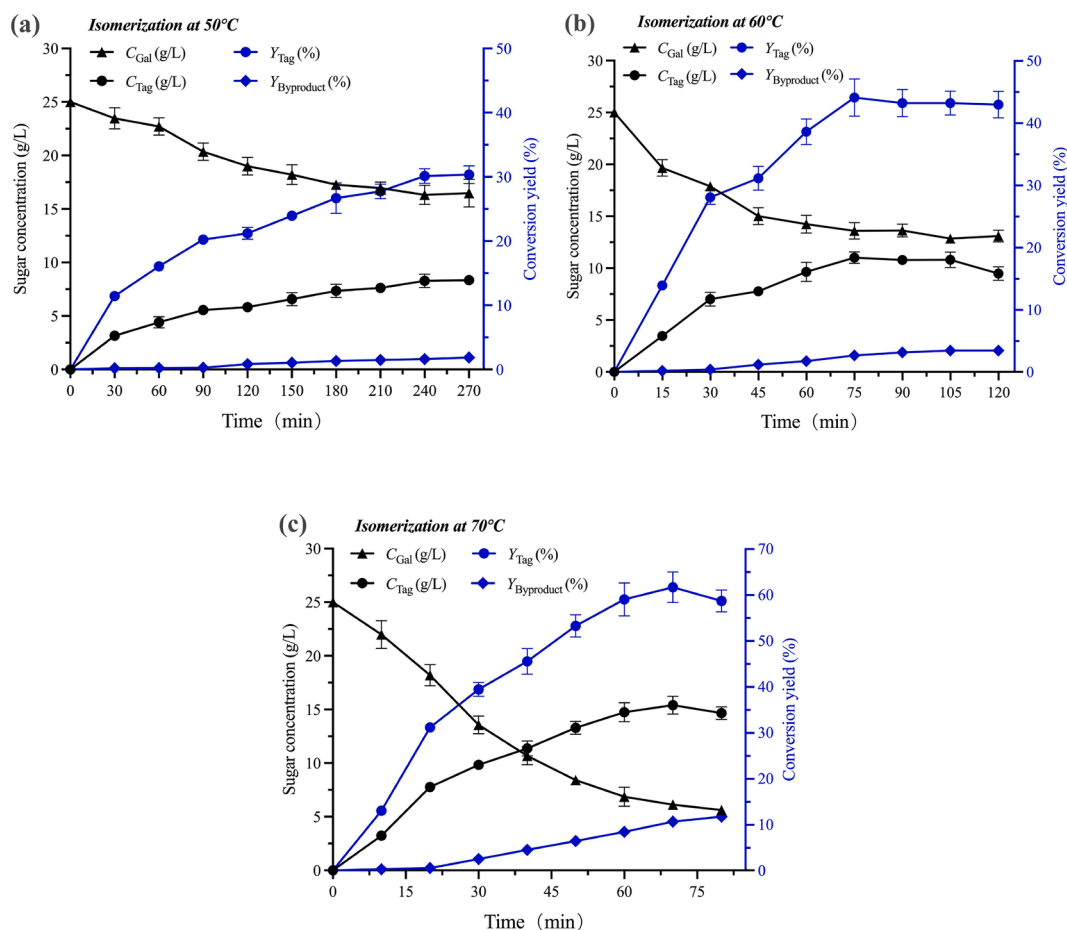 (a)
Isomerization at 50°C
C_Gal (g/L) Y_Tag (%)
C_Tag (g/L) Y_Byproduct (%)
Sugar concentration (g/L)
30
25
20
15
10
5
0
50
40
30
20
10
0
Conversion yield (%)
0 30 60 90 120 150 180 210 240 270
Time（min）
(b)
Isomerization at 60°C
C_Gal (g/L) Y_Tag (%)
C_Tag (g/L) Y_Byproduct (%)
Sugar concentration (g/L)
30
25
20
15
10
5
0
50
40
30
20
10
0
Conversion yield (%)
0 15 30 45 60 75 90 105 120
Time（min）
(c)
Isomerization at 70°C
C_Gal (g/L) Y_Tag (%)
C_Tag (g/L) Y_Byproduct (%)
Sugar concentration (g/L)
30
25
20
15
10
5
0
70
60
50
40
30
20
10
0
Conversion yield (%)
0 15 30 45 60 75
Time（min）